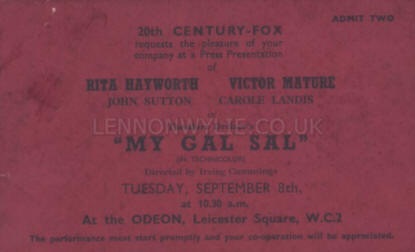 ADMIT TWO
20th CENTURY-FOX
requests the pleasure of your
company at a Press Presentation
of
RITA HAYWORTH VICTOR MATURE
JOHN SUTTON CAROLE LANDIS
in
LENNONWYLIE.CO.UK
Theodore Dreiser's
"MY GAL SAL"
(IN TECHNICOLOR)
Directed by Irving Cummings
TUESDAY, SEPTEMBER 8th,
at 10.30 a.m.
At the ODEON, Leicester Square, W.C.2
The performance must start promptly and your co-operation will be appreciated.